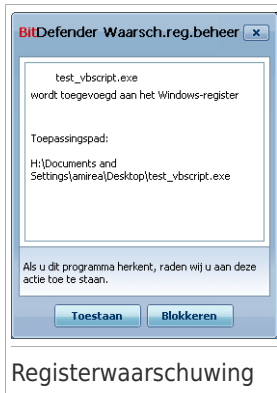 BitDefender Waarsch.reg.beheer
test_vbscript.exe
wordt toegevoegd aan het Windows-register
Toepassingspad:
H:\Documents and
Settings\amirea\Desktop\test_vbscript.exe
Als u dit programma herkent, raden wij u aan deze
actie toe te staan.
Toestaan Blokkeren
Registerwaarschuwing